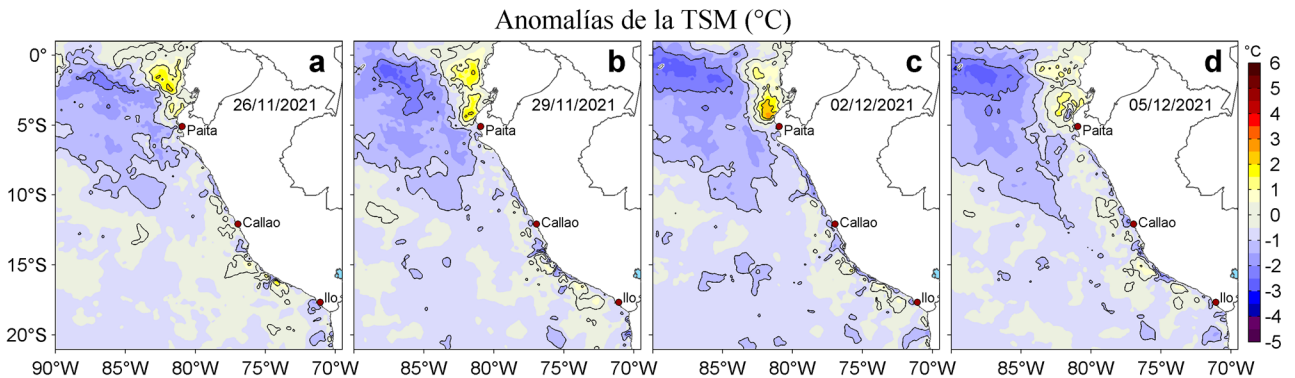 Anomalías de la TSM (°C)
a
b
c
d
°C
26/11/2021
29/11/2021
02/12/2021
05/12/2021
Paita
Paita
Paita
Paita
Callao
Callao
Callao
Callao
Ilo
Ilo
Ilo
Ilo
0°
5°S
10°S
15°S
20°S
90°W 85°W 80°W 75°W 70°W
85°W 80°W 75°W 70°W
85°W 80°W 75°W 70°W
85°W 80°W 75°W 70°W
6
5
4
3
2
1
0
-1
-2
-3
-4
-5